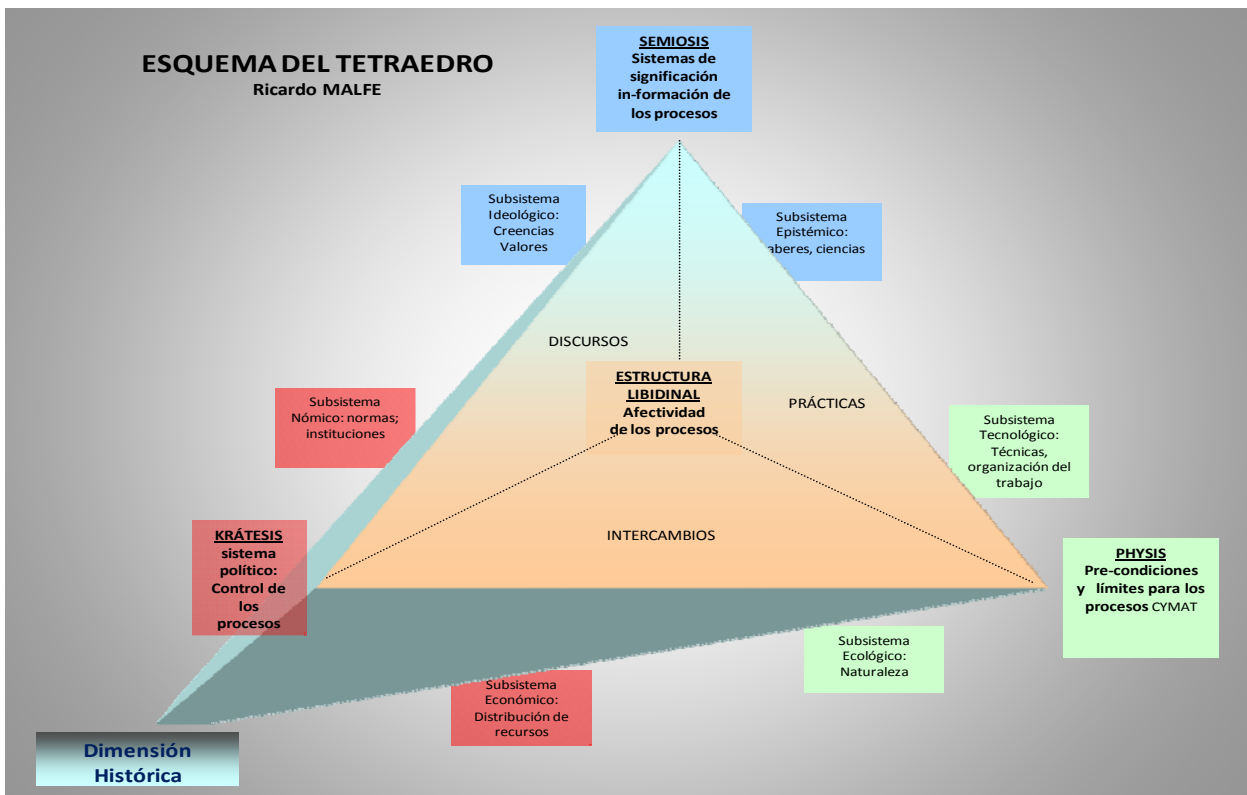 ESQUEMA DEL TETRAEDRO
Ricardo MALFE
SEMIOSIS
Sistemas de
significación
in-formación de
los procesos
Subsistema
Ideológico:
Creencias
Valores
Subsistema
Epistémico:
aberes, ciencias
DISCURSOS
ESTRUCTURA
LIBIDINAL
Afectividad
de los procesos
PRÁCTICAS
Subsistema
Nómico: normas;
instituciones
Subsistema
Tecnológico:
Técnicas,
organización del
trabajo
KRÁTESIS
sistema
político:
Control de
los
procesos
INTERCAMBIOS
PHYSIS
Pre-condiciones
y límites para los
procesos CYMAT
Subsistema
Ecológico:
Naturaleza
Subsistema
Económico:
Distribución de
recursos
Dimensión
Histórica